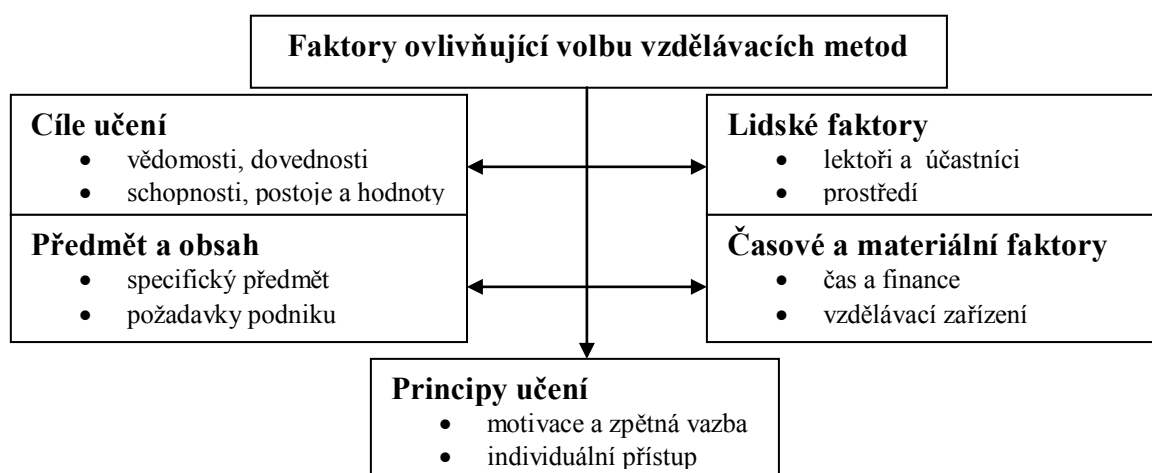 Faktory ovlivňující volbu vzdělávacích metod
Cíle učení
• vědomosti, dovednosti
• schopnosti, postoje a hodnoty
Lidské faktory
• lektoři a účastníci
• prostředí
Předmět a obsah
• specifický předmět
• požadavky podniku
Časové a materiální faktory
• čas a finance
• vzdělávací zařízení
Principy učení
• motivace a zpětná vazba
• individuální přístup